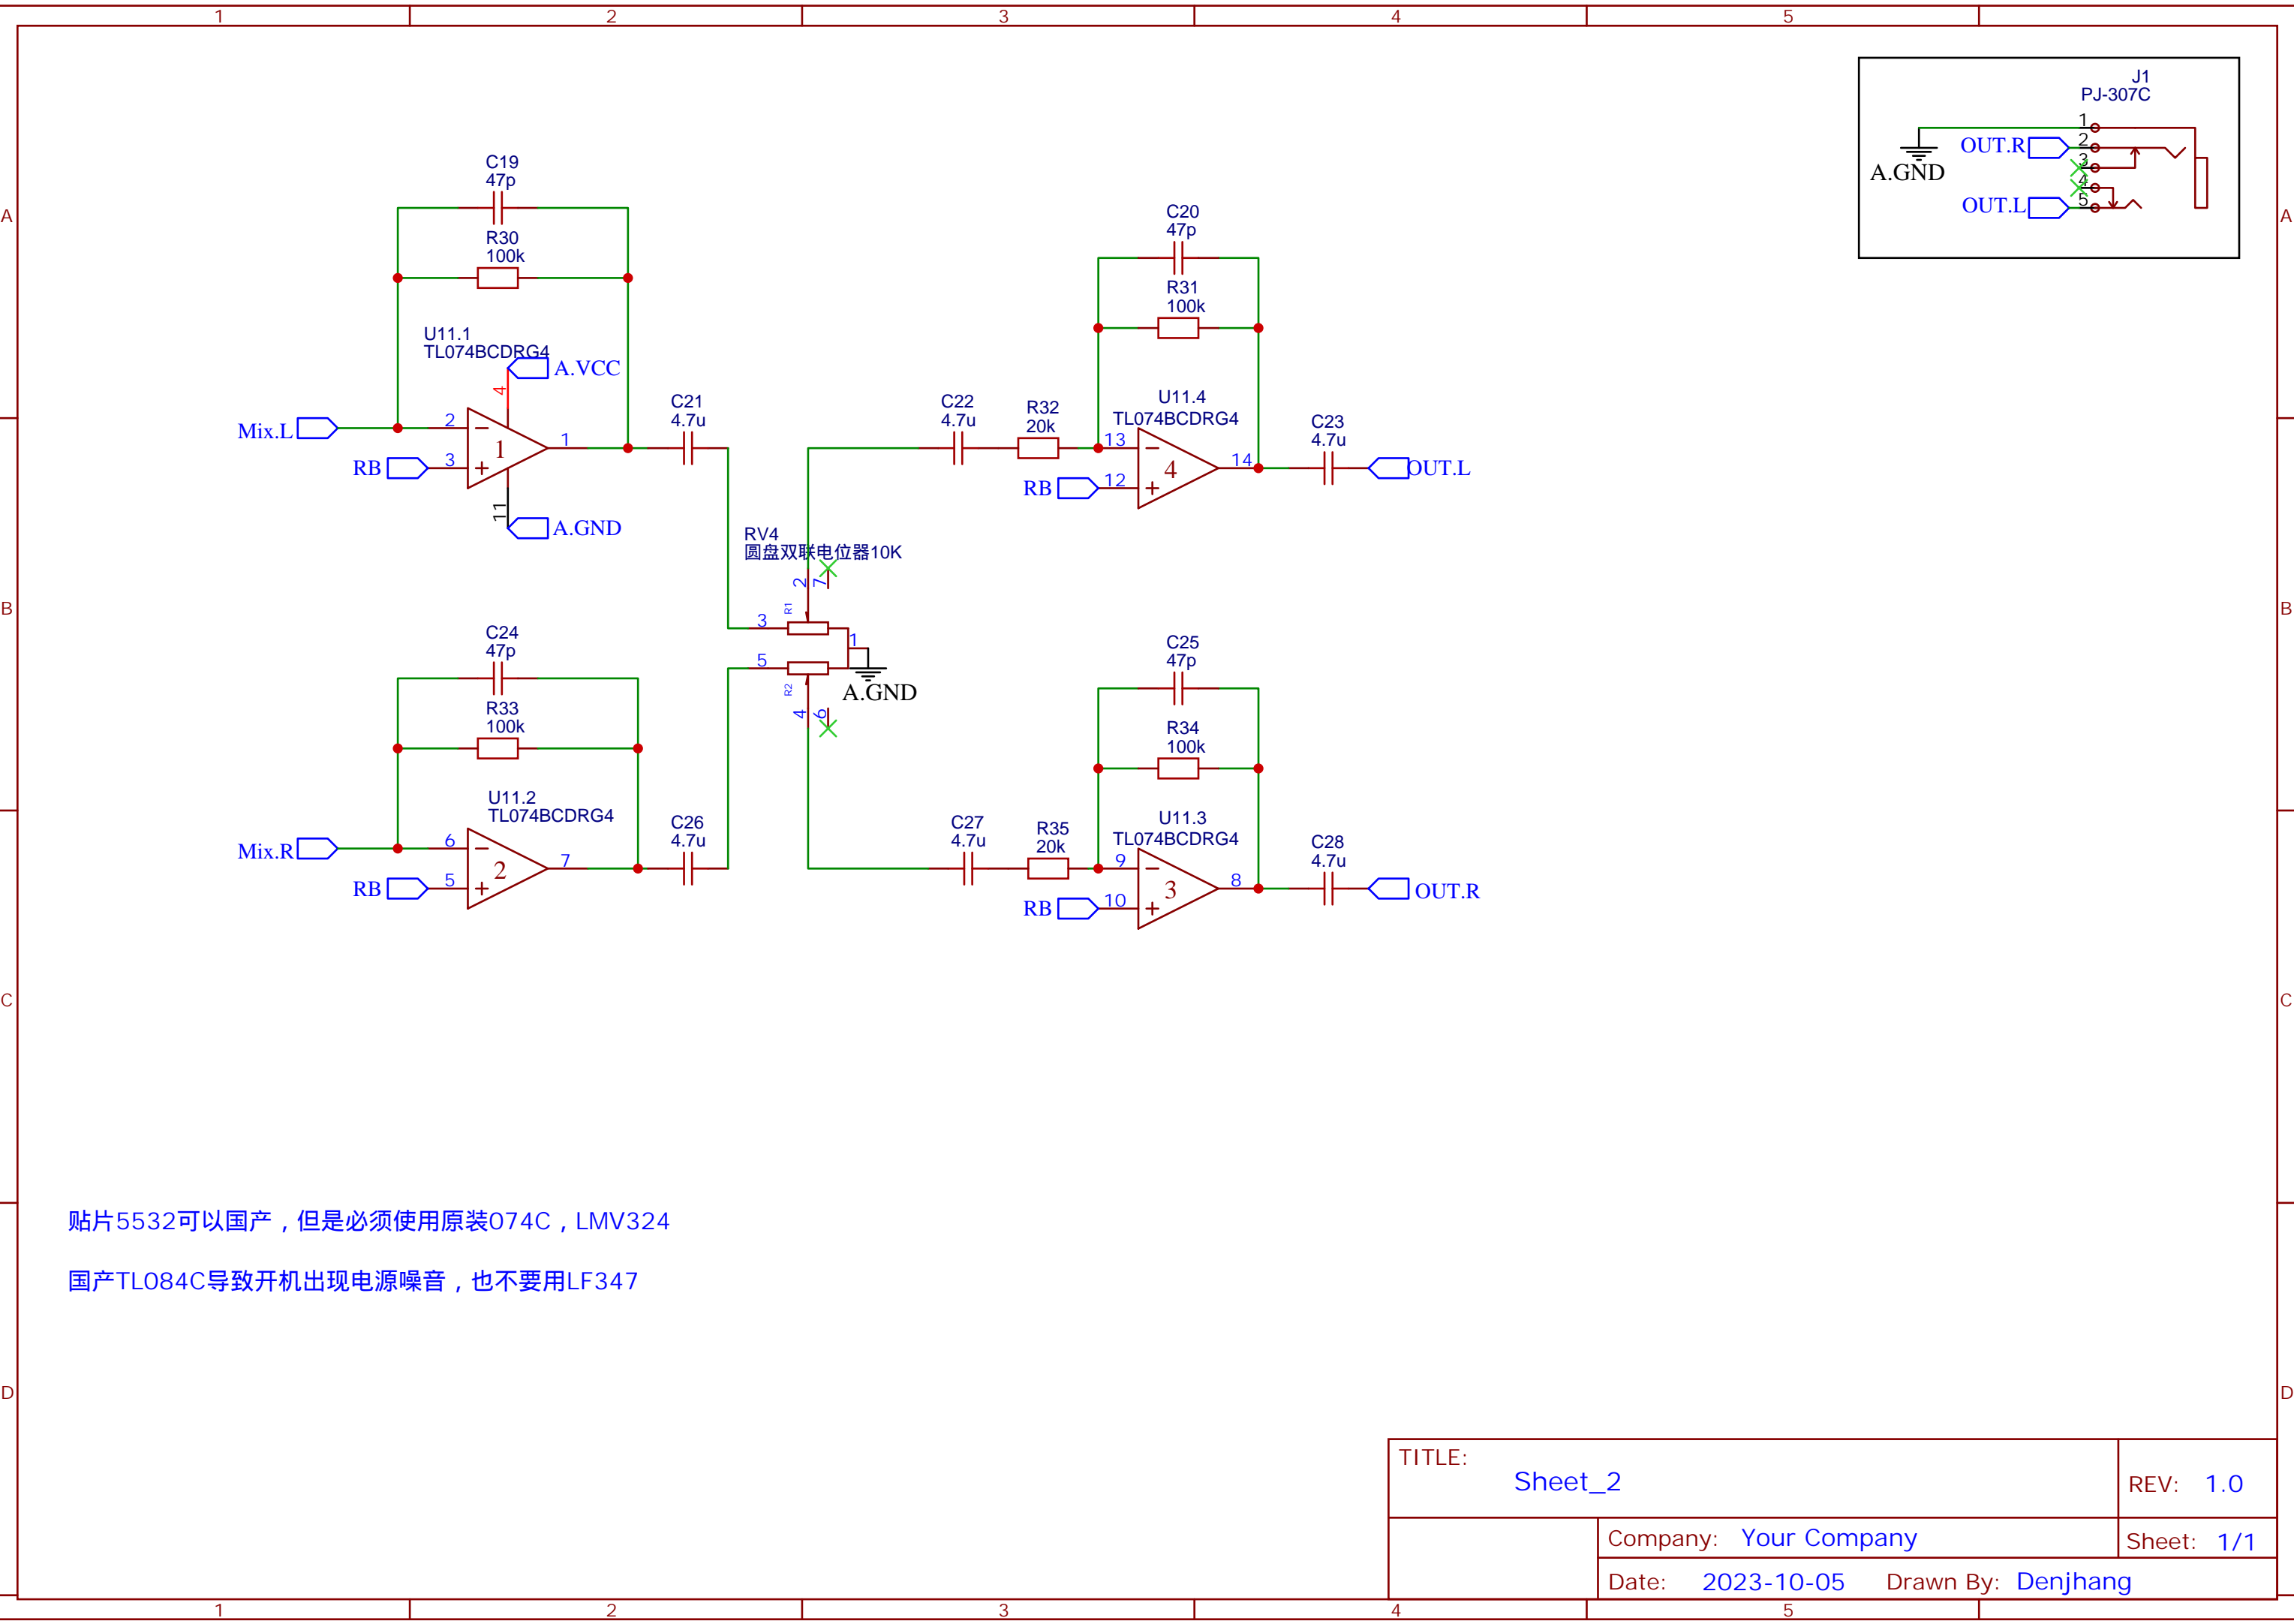 1 2 3 4 5
J1
PJ-307C
1
OUT.R 2
3
A.GND
4
OUT.L 5
A A
C19
47p
R30
100k
U11.1
TL074BCDRG4
A.VCC
4
Mix.L 2 1 1
RB 3
11
A.GND
C21
4.7u
C20
47p
R31
100k
C22
4.7u
R32
20k
U11.4
TL074BCDRG4
13 4 14
RB 12
C23
4.7u
OUT.L
RV4
圆盘双联电位器10K
2 7
R1
3
1
5
R2
A.GND
4 6
B B
C24
47p
R33
100k
U11.2
TL074BCDRG4
Mix.R 6 2 7
RB 5
C26
4.7u
C25
47p
R34
100k
C27
4.7u
R35
20k
U11.3
TL074BCDRG4
9 3 8
RB 10
C28
4.7u
OUT.R
C C
贴片5532可以国产，但是必须使用原装074C，LMV324
国产TL084C导致开机出现电源噪音，也不要用LF347
D D
TITLE:
Sheet_2
REV: 1.0
Company: Your Company
Sheet: 1/1
Date: 2023-10-05 Drawn By: Denjhang
1 2 3 4 5